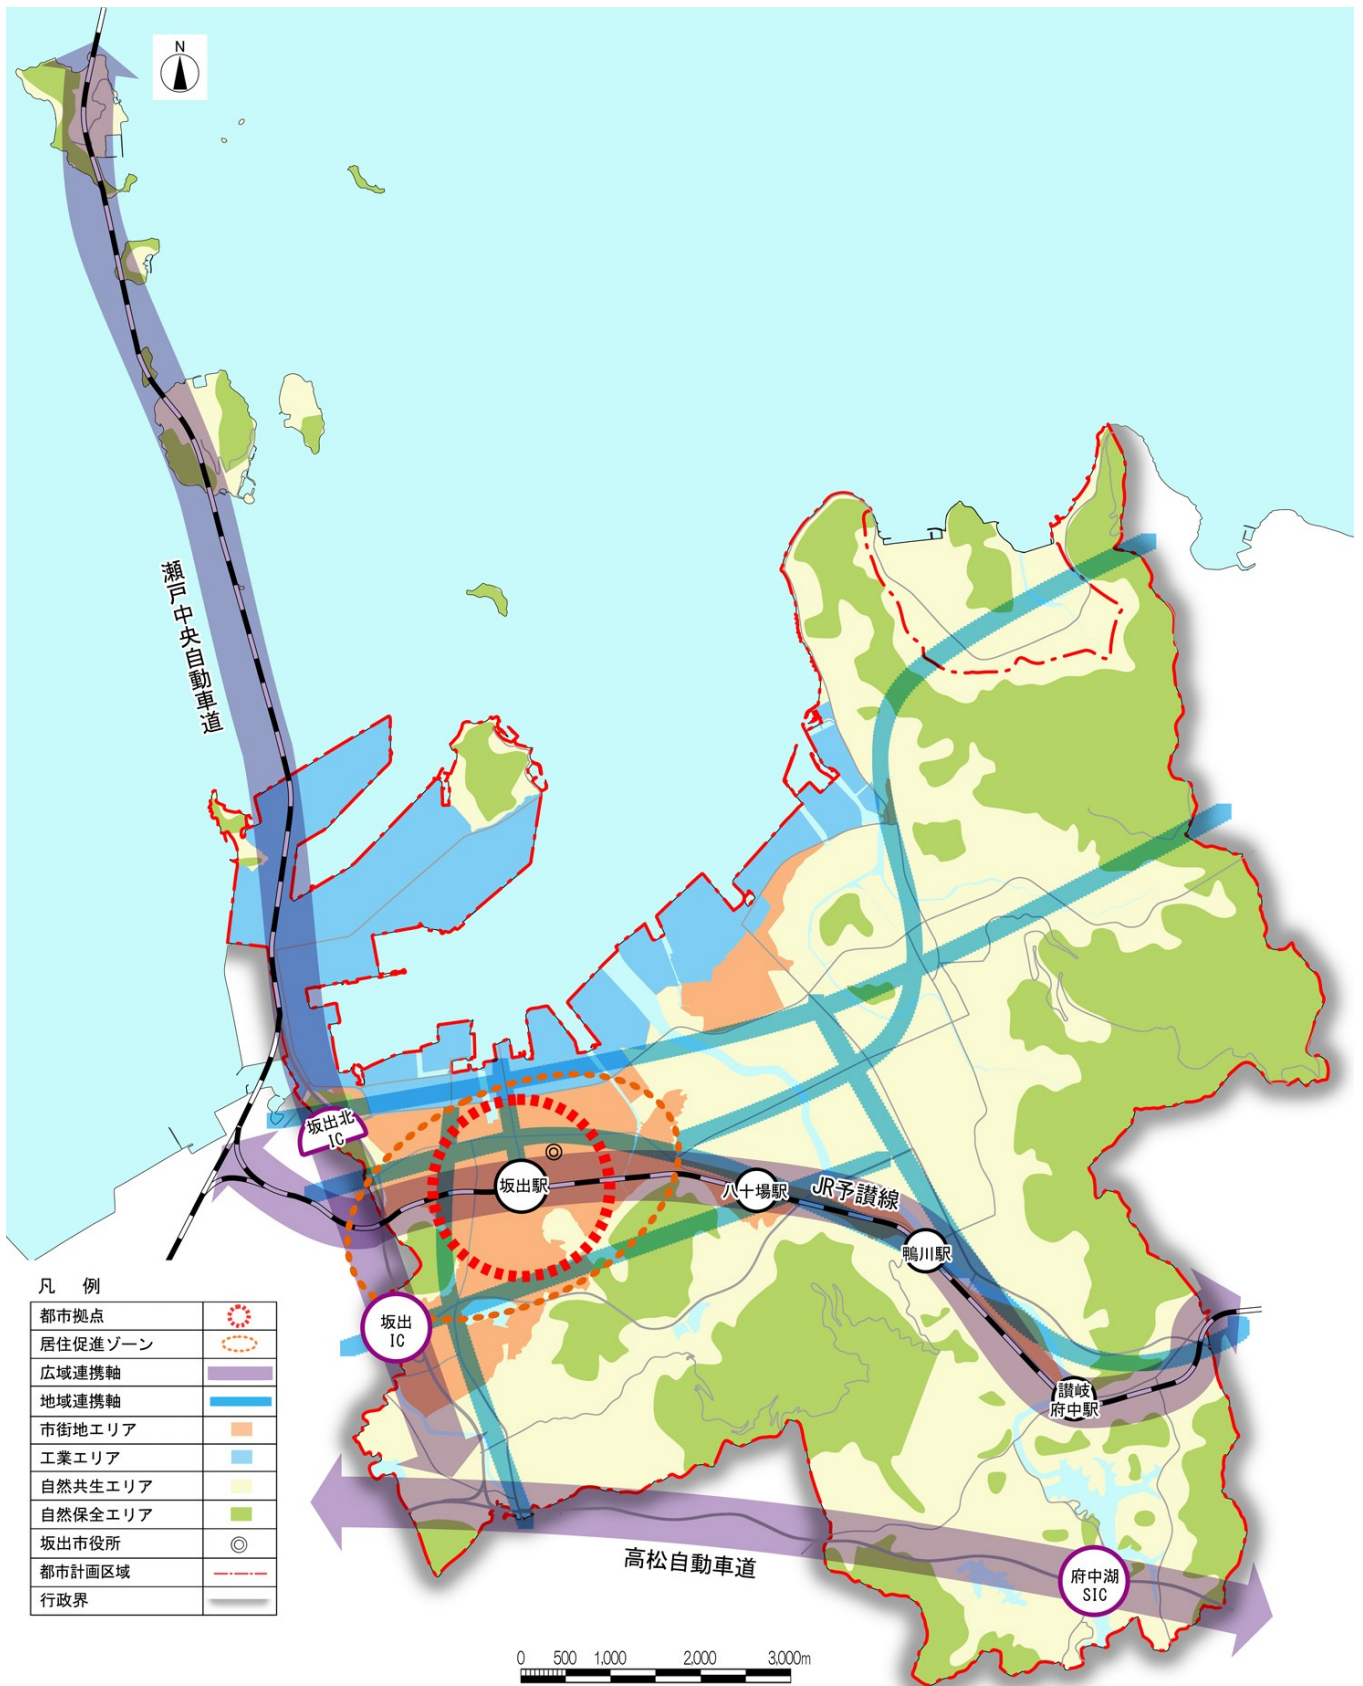 N
瀬戸中央自動車道
坂出北
IC
坂出駅
八十場駅
JR予讃線
鴨川駅
坂出
IC
讃岐
府中駅
高松自動車道
府中湖
SIC
凡 例
都市拠点
居住促進ゾーン
広域連携軸
地域連携軸
市街地エリア
工業エリア
自然共生エリア
自然保全エリア
坂出市役所
都市計画区域
行政界
0 500 1,000 2,000 3,000m